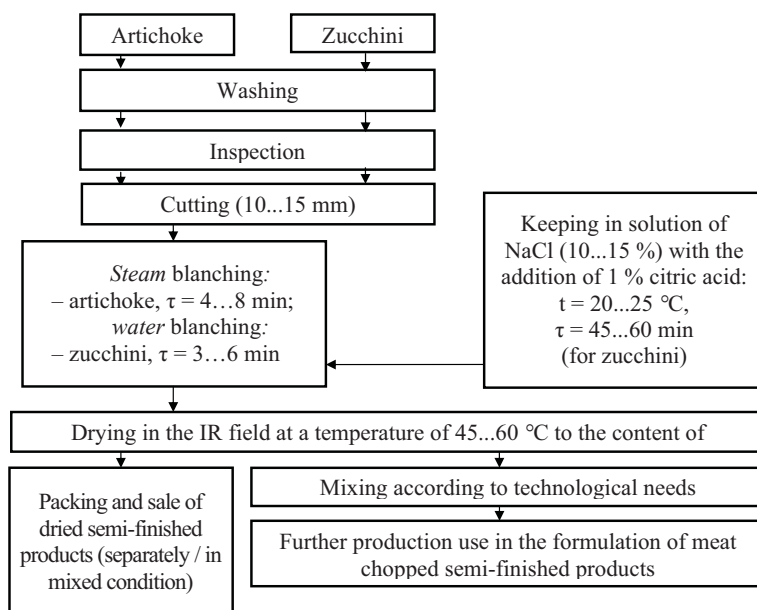 Artichoke
Zucchini
Washing
Inspection
Cutting (10...15 mm)
Steam blanching:
– artichoke, τ = 4…8 min;
water blanching:
– zucchini, τ = 3…6 min
Keeping in solution of
NaCl (10...15 %) with the
addition of 1 % citric acid:
t = 20...25 ℃,
τ = 45...60 min
(for zucchini)
Drying in the IR field at a temperature of 45...60 ℃ to the content of
Packing and sale of
dried semi-finished
products (separately / in
mixed condition)
Mixing according to technological needs
Further production use in the formulation of meat
chopped semi-finished products